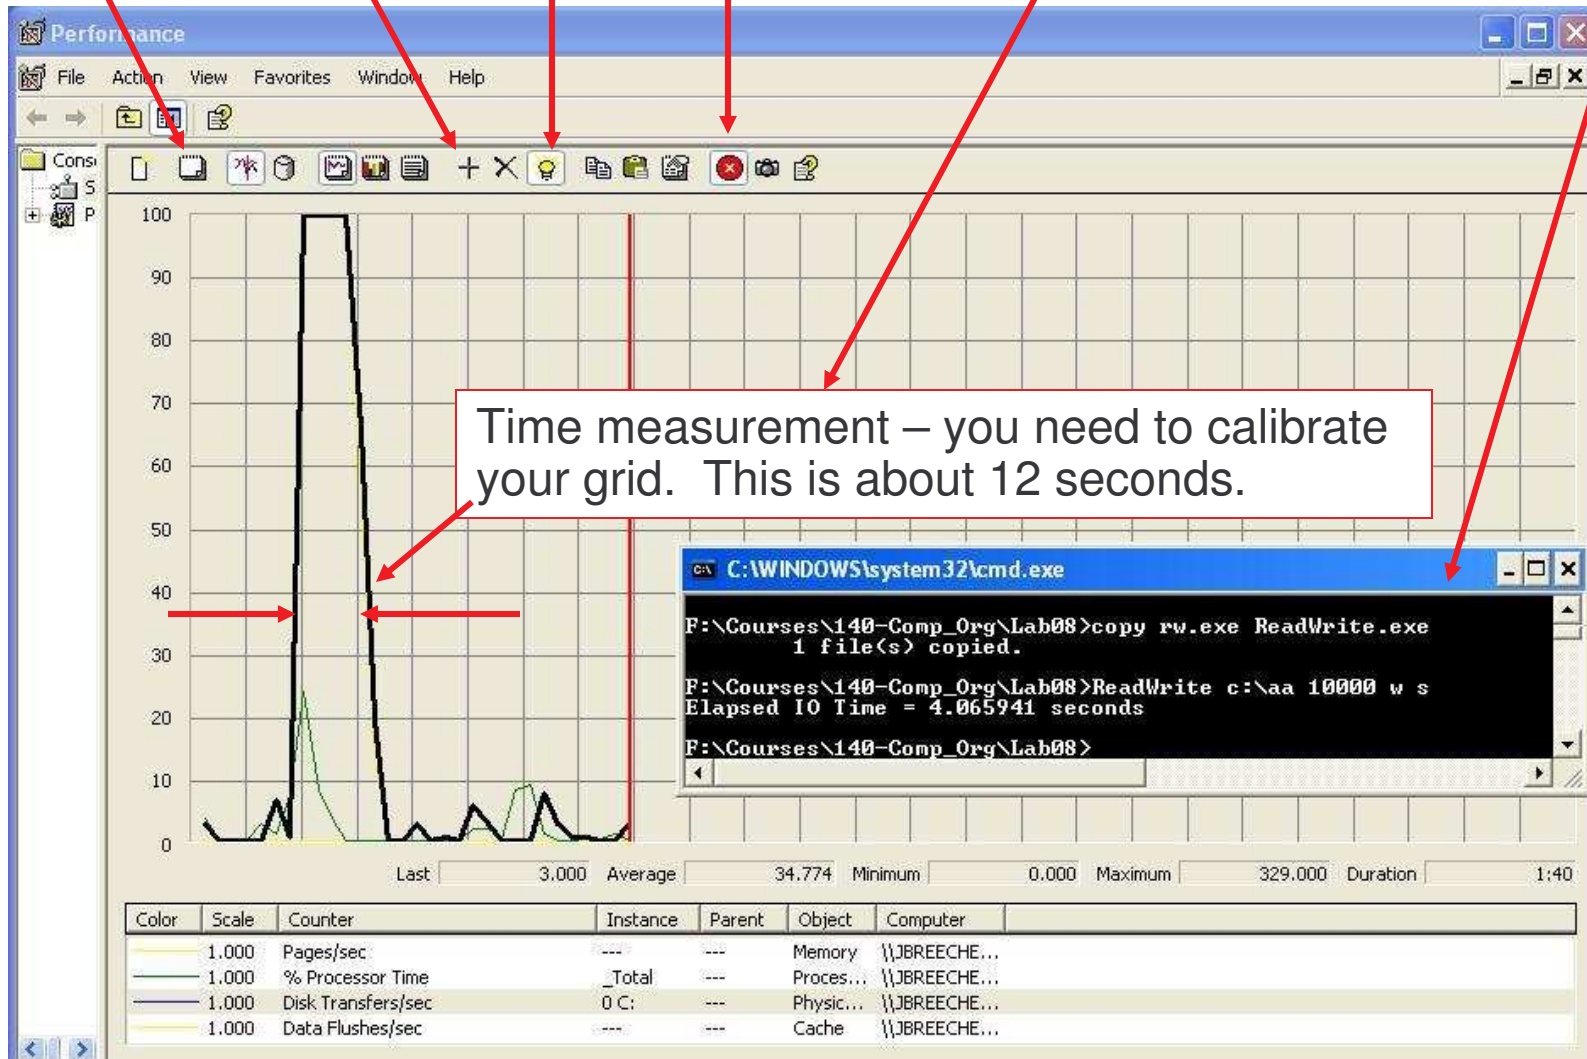 Performance
File Action View Favorites Window Help
Cons
S
P
100
90
80
70
60
50
40
30
20
10
0
Time measurement – you need to calibrate
your grid. This is about 12 seconds.
C:\WINDOWS\system32\cmd.exe
F:\Courses\140-Comp_Org\Lab08>copy rw.exe ReadWrite.exe
1 file(s) copied.
F:\Courses\140-Comp_Org\Lab08>ReadWrite c:\aa 10000 w s
Elapsed IO Time = 4.065941 seconds
F:\Courses\140-Comp_Org\Lab08>
Last 3.000 Average 34.774 Minimum 0.000 Maximum 329.000 Duration 1:40
Color Scale Counter Instance Parent Object Computer
1.000 Pages/sec --- --- Memory \\JBREECHE...
1.000 % Processor Time _Total --- Proces... \\JBREECHE...
1.000 Disk Transfers/sec 0 C: --- Physic... \\JBREECHE...
1.000 Data Flushes/sec --- --- Cache \\JBREECHE...